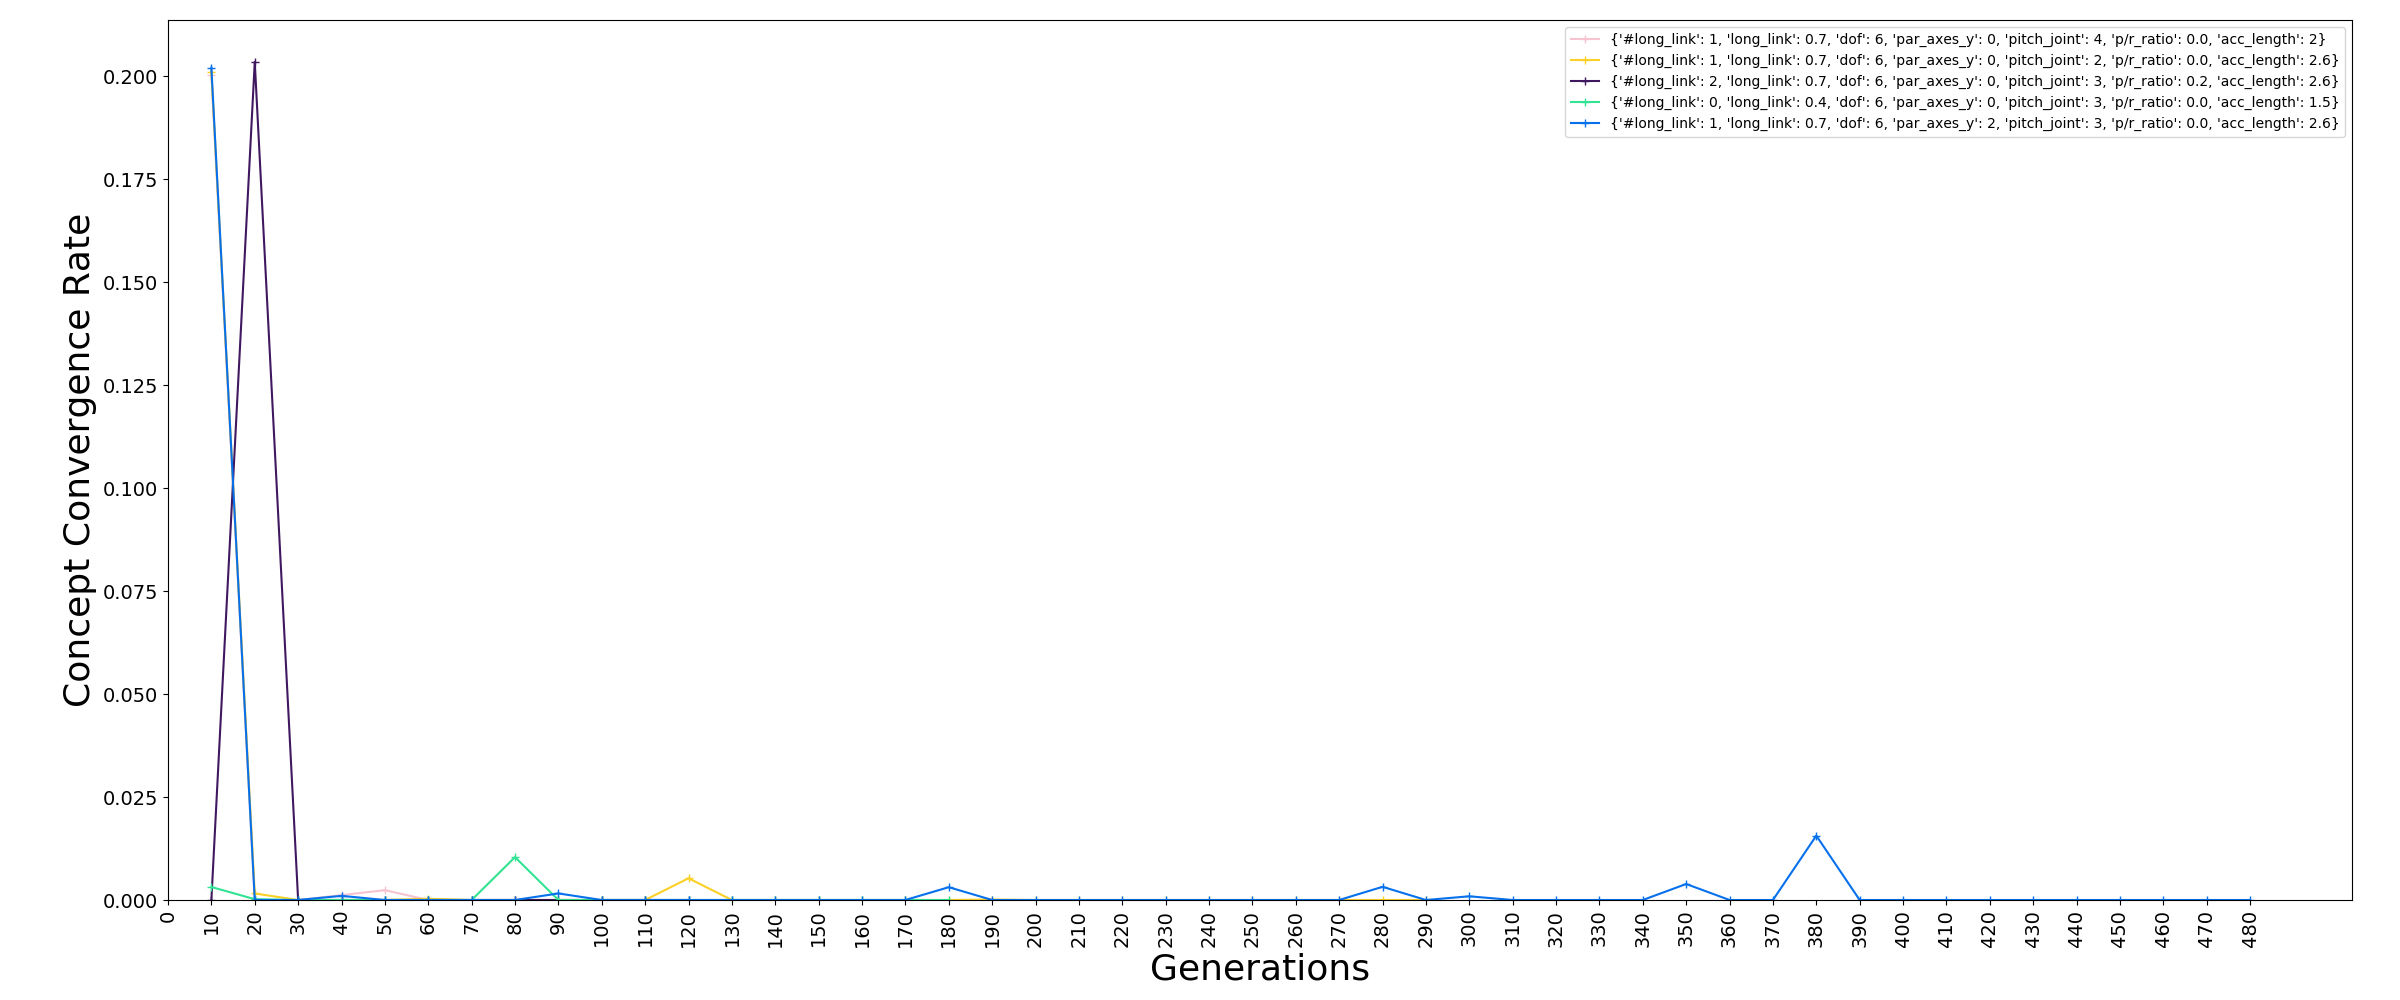 {'#long_link': 1, 'long_link': 0.7, 'dof': 6, 'par_axes_y': 0, 'pitch_joint': 4, 'p/r_ratio': 0.0, 'acc_length': 2}
{'#long_link': 1, 'long_link': 0.7, 'dof': 6, 'par_axes_y': 0, 'pitch_joint': 2, 'p/r_ratio': 0.0, 'acc_length': 2.6}
{'#long_link': 2, 'long_link': 0.7, 'dof': 6, 'par_axes_y': 0, 'pitch_joint': 3, 'p/r_ratio': 0.2, 'acc_length': 2.6}
{'#long_link': 0, 'long_link': 0.4, 'dof': 6, 'par_axes_y': 0, 'pitch_joint': 3, 'p/r_ratio': 0.0, 'acc_length': 1.5}
{'#long_link': 1, 'long_link': 0.7, 'dof': 6, 'par_axes_y': 2, 'pitch_joint': 3, 'p/r_ratio': 0.0, 'acc_length': 2.6}
Concept Convergence Rate
0.200
0.175
0.150
0.125
0.100
0.075
0.050
0.025
0.000
0 10 20 30 40 50 60 70 80 90 100 110 120 130 140 150 160 170 180 190 200 210 220 230 240 250 260 270 280 290 300 310 320 330 340 350 360 370 380 390 400 410 420 430 440 450 460 470 480
Generations